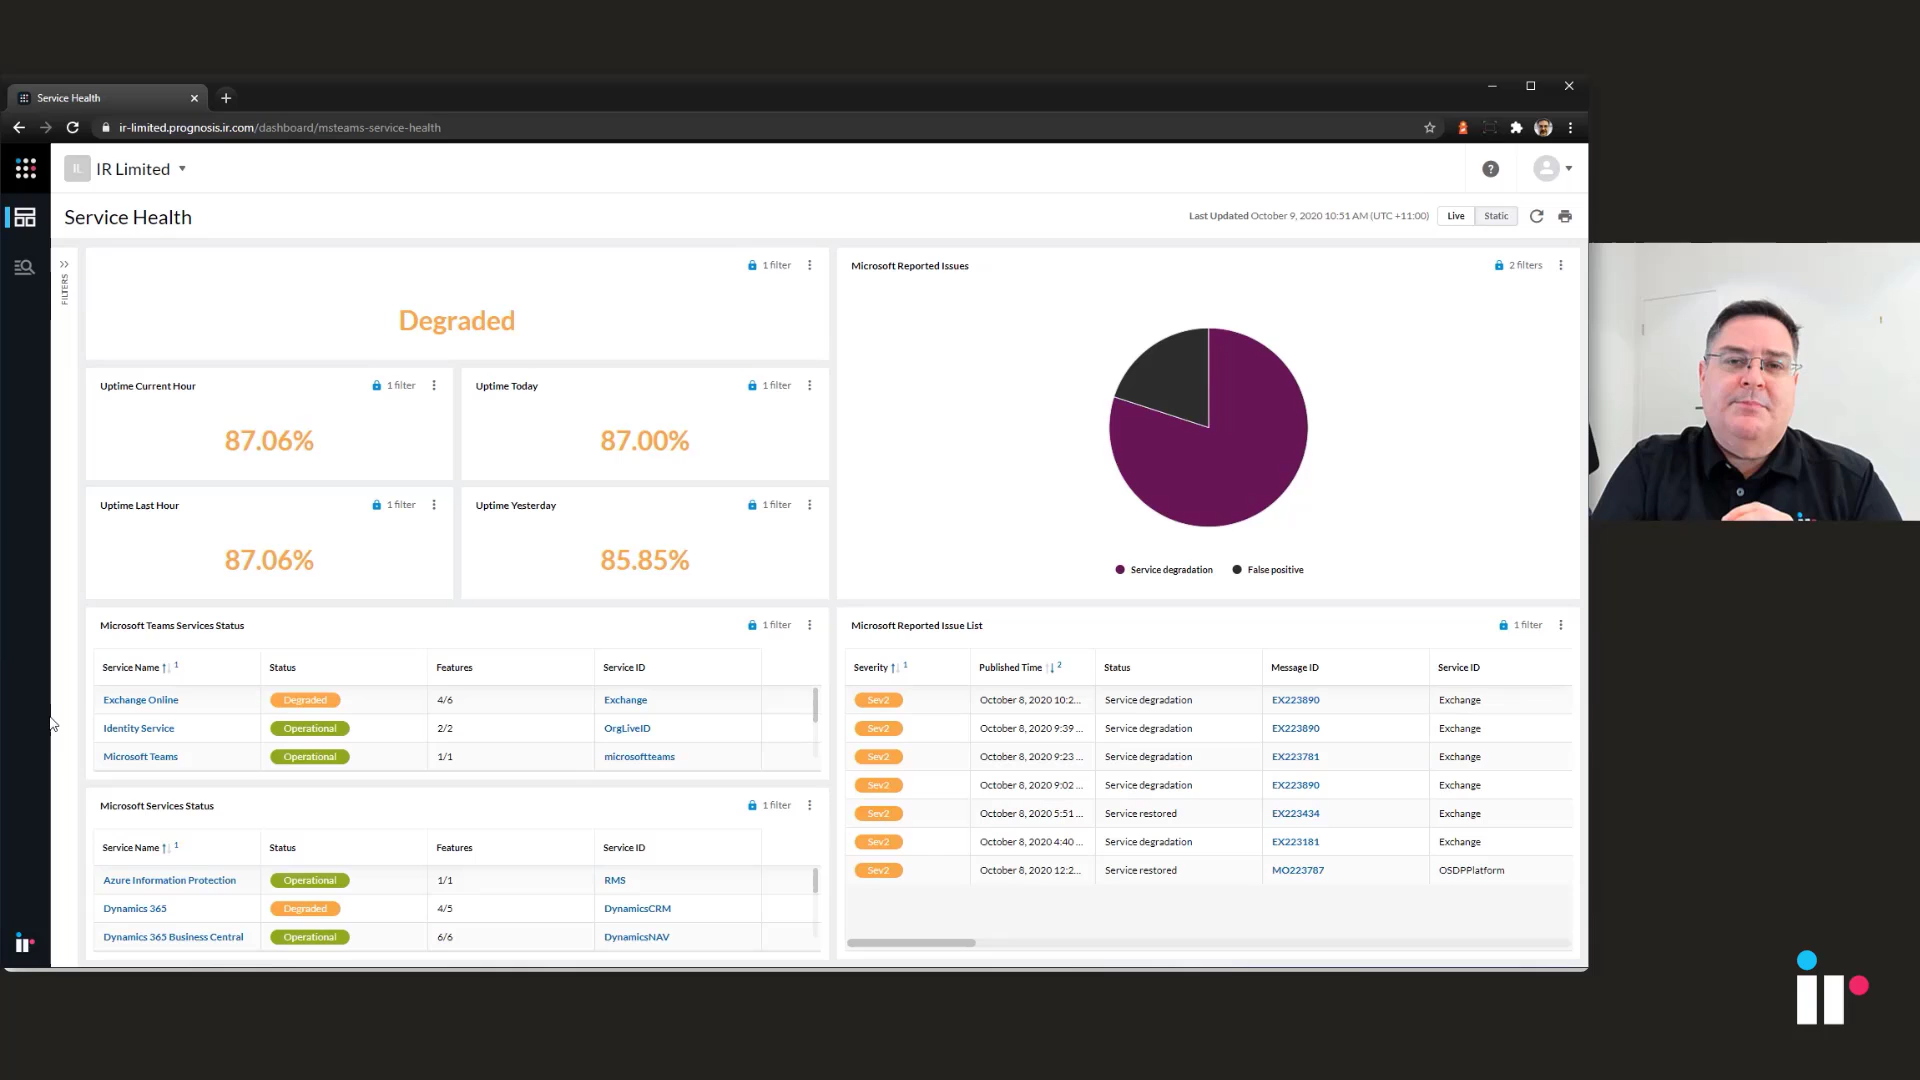 Service Health
ir-limited.prognosis.ir.com/dashboard/msteams-service-health
IL IR Limited
Service Health
Last Updated October 9, 2020 10:51 AM (UTC +11:00) Live Static
FILTERS
1 filter
Degraded
Uptime Current Hour 1 filter
87.06%
Uptime Today 1 filter
87.00%
Uptime Last Hour 1 filter
87.06%
Uptime Yesterday 1 filter
85.85%
Microsoft Reported Issues 2 filters
Service degradation False positive
Microsoft Teams Services Status 1 filter
Service Name 1 Status Features Service ID
Exchange Online Degraded 4/6 Exchange
Identity Service Operational 2/2 OrgLiveID
Microsoft Teams Operational 1/1 microsoftteams
Microsoft Services Status 1 filter
Service Name 1 Status Features Service ID
Azure Information Protection Operational 1/1 RMS
Dynamics 365 Degraded 4/5 DynamicsCRM
Dynamics 365 Business Central Operational 6/6 DynamicsNAV
Microsoft Reported Issue List 1 filter
Severity 1 Published Time 2 Status Message ID Service ID
Sev2 October 8, 2020 10:2... Service degradation EX223890 Exchange
Sev2 October 8, 2020 9:39 ... Service degradation EX223890 Exchange
Sev2 October 8, 2020 9:23 ... Service degradation EX223781 Exchange
Sev2 October 8, 2020 9:02 ... Service degradation EX223890 Exchange
Sev2 October 8, 2020 5:51 ... Service restored EX223434 Exchange
Sev2 October 8, 2020 4:40 ... Service degradation EX223181 Exchange
Sev2 October 8, 2020 12:2... Service restored MO223787 OSDPPlatform
ir
ir